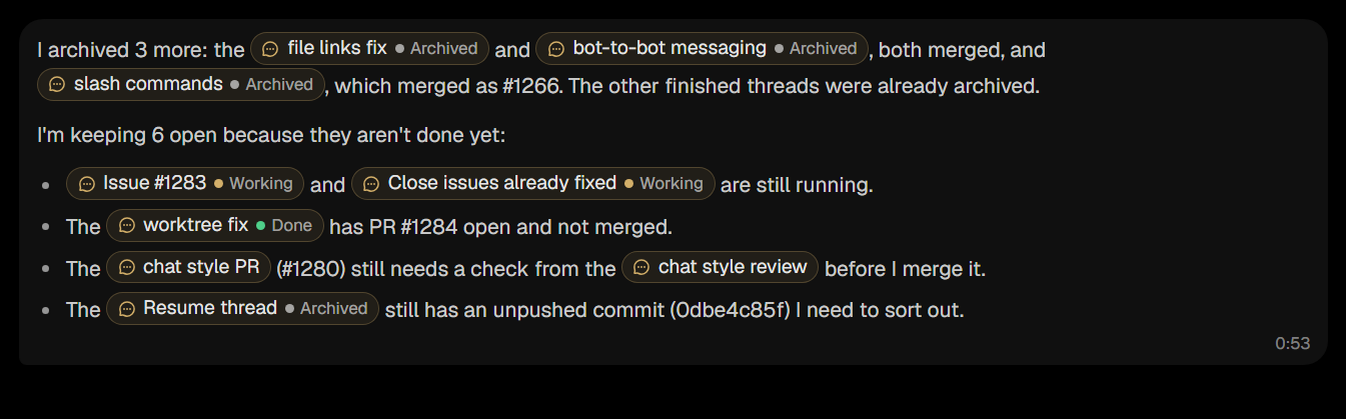 I archived 3 more: the file links fix Archived and bot-to-bot messaging Archived, both merged, and
slash commands Archived, which merged as #1266. The other finished threads were already archived.
I'm keeping 6 open because they aren't done yet:
• Issue #1283 Working and Close issues already fixed Working are still running.
• The worktree fix Done has PR #1284 open and not merged.
• The chat style PR (#1280) still needs a check from the chat style review before I merge it.
• The Resume thread Archived still has an unpushed commit (0dbe4c85f) I need to sort out.
0:53